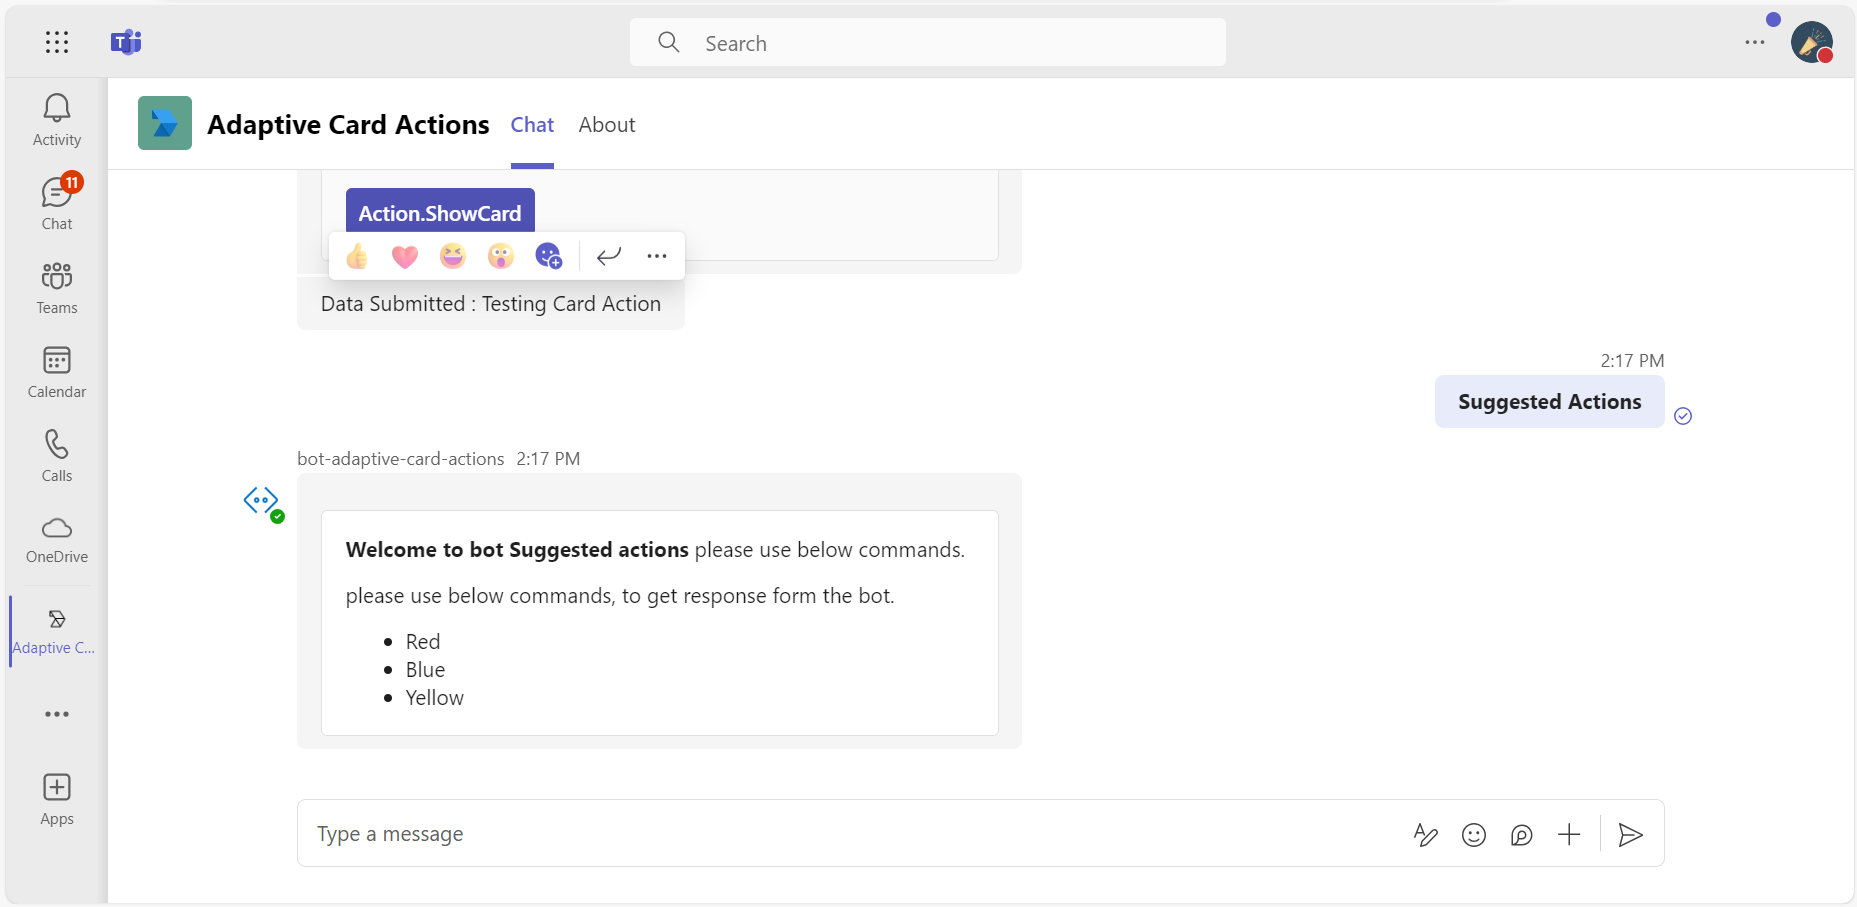 Search
Activity
11
Chat
Teams
Calendar
Calls
OneDrive
Adaptive C...
Apps
Adaptive Card Actions
Chat
About
Action.ShowCard
Data Submitted : Testing Card Action
2:17 PM
Suggested Actions
bot-adaptive-card-actions 2:17 PM
Welcome to bot Suggested actions please use below commands.
please use below commands, to get response form the bot.
Red
Blue
Yellow
Type a message